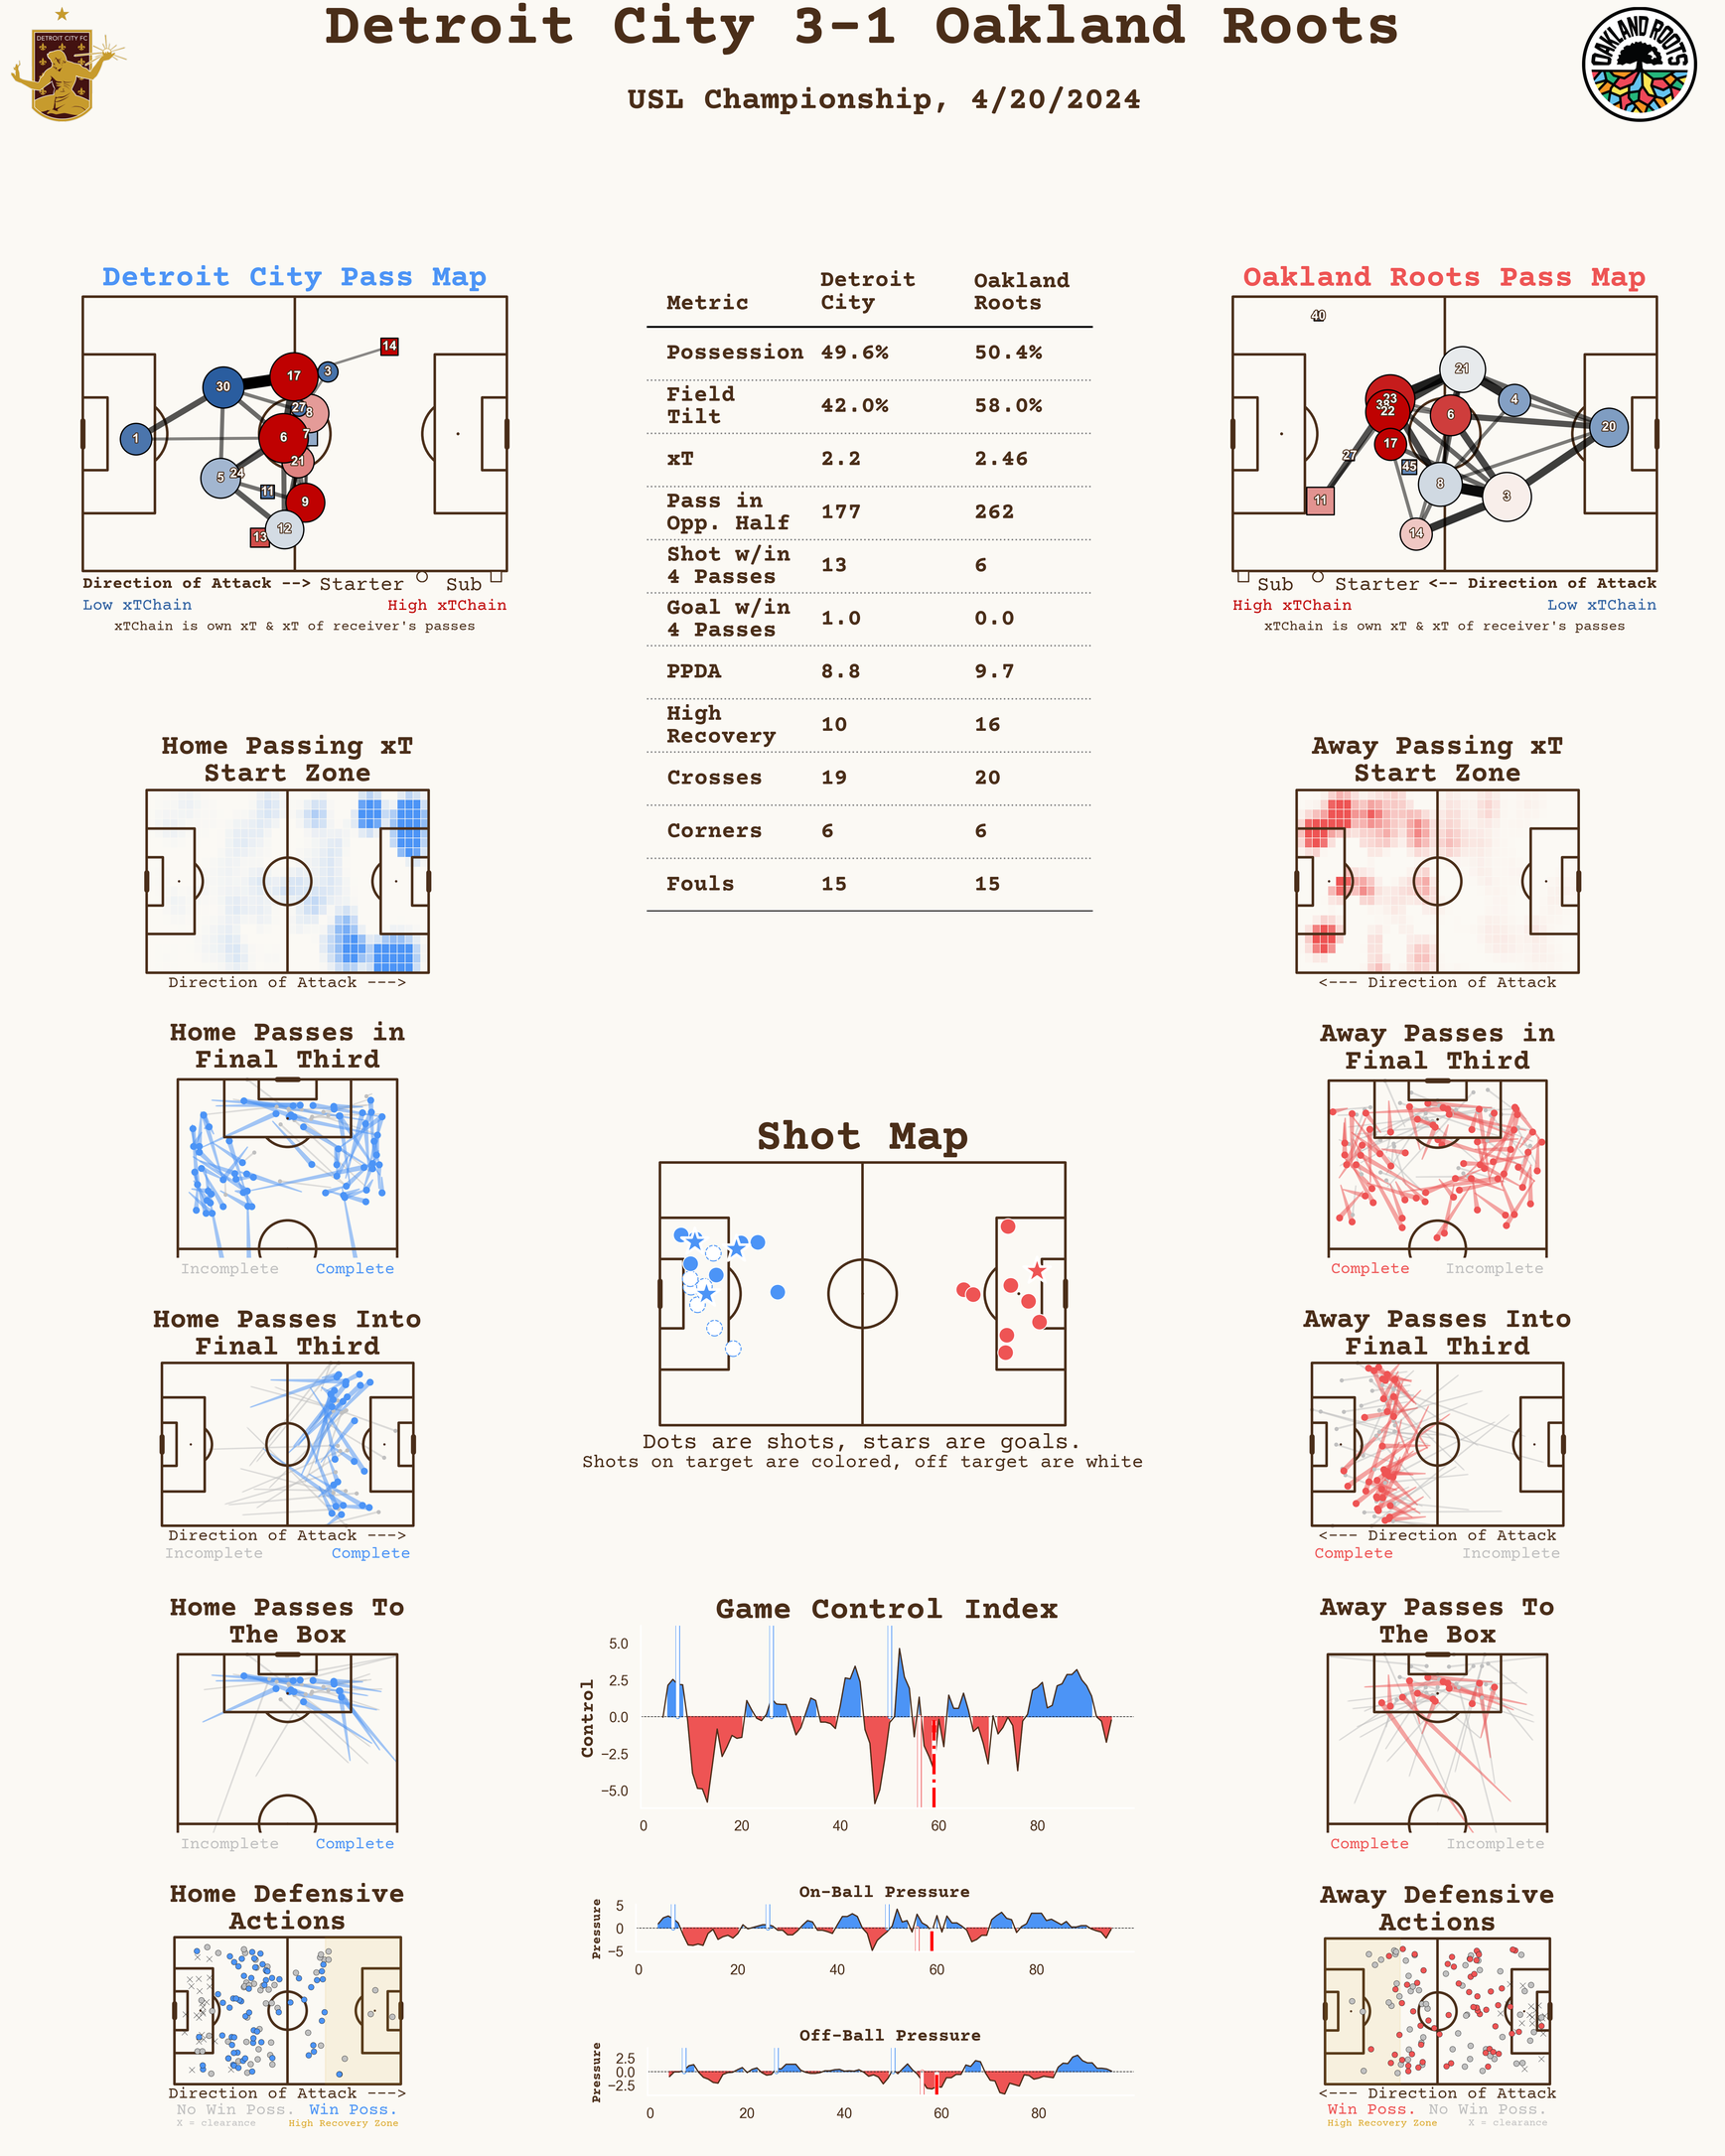 Detroit City 3-1 Oakland Roots
USL Championship, 4/20/2024
DETROIT CITY FC
OAKLAND ROOTS
Detroit City Pass Map
14
3
17
30
27
8
1
6
7
21
5
24
11
9
12
13
Direction of Attack --> Starter Sub
Low xTChain High xTChain
xTChain is own xT & xT of receiver's passes
Metric Detroit City Oakland Roots
Possession 49.6% 50.4%
Field Tilt 42.0% 58.0%
xT 2.2 2.46
Pass in Opp. Half 177 262
Shot w/in 4 Passes 13 6
Goal w/in 4 Passes 1.0 0.0
PPDA 8.8 9.7
High Recovery 10 16
Crosses 19 20
Corners 6 6
Fouls 15 15
Oakland Roots Pass Map
40
21
4
23
38
22
6
20
17
27
45
8
11
3
14
Sub Starter <-- Direction of Attack
High xTChain Low xTChain
xTChain is own xT & xT of receiver's passes
Home Passing xT
Start Zone
Direction of Attack --->
Away Passing xT
Start Zone
<--- Direction of Attack
Home Passes in
Final Third
Incomplete Complete
Away Passes in
Final Third
Complete Incomplete
Shot Map
Dots are shots, stars are goals.
Shots on target are colored, off target are white
Home Passes Into
Final Third
Direction of Attack --->
Incomplete Complete
Away Passes Into
Final Third
<--- Direction of Attack
Complete Incomplete
Home Passes To
The Box
Incomplete Complete
Game Control Index
Control
5.0
2.5
0.0
−2.5
−5.0
0 20 40 60 80
Away Passes To
The Box
Complete Incomplete
Home Defensive
Actions
Direction of Attack --->
No Win Poss. Win Poss.
X = clearance High Recovery Zone
On-Ball Pressure
Pressure
5
0
−5
0 20 40 60 80
Off-Ball Pressure
Pressure
2.5
0.0
−2.5
0 20 40 60 80
Away Defensive
Actions
<--- Direction of Attack
Win Poss. No Win Poss.
High Recovery Zone X = clearance